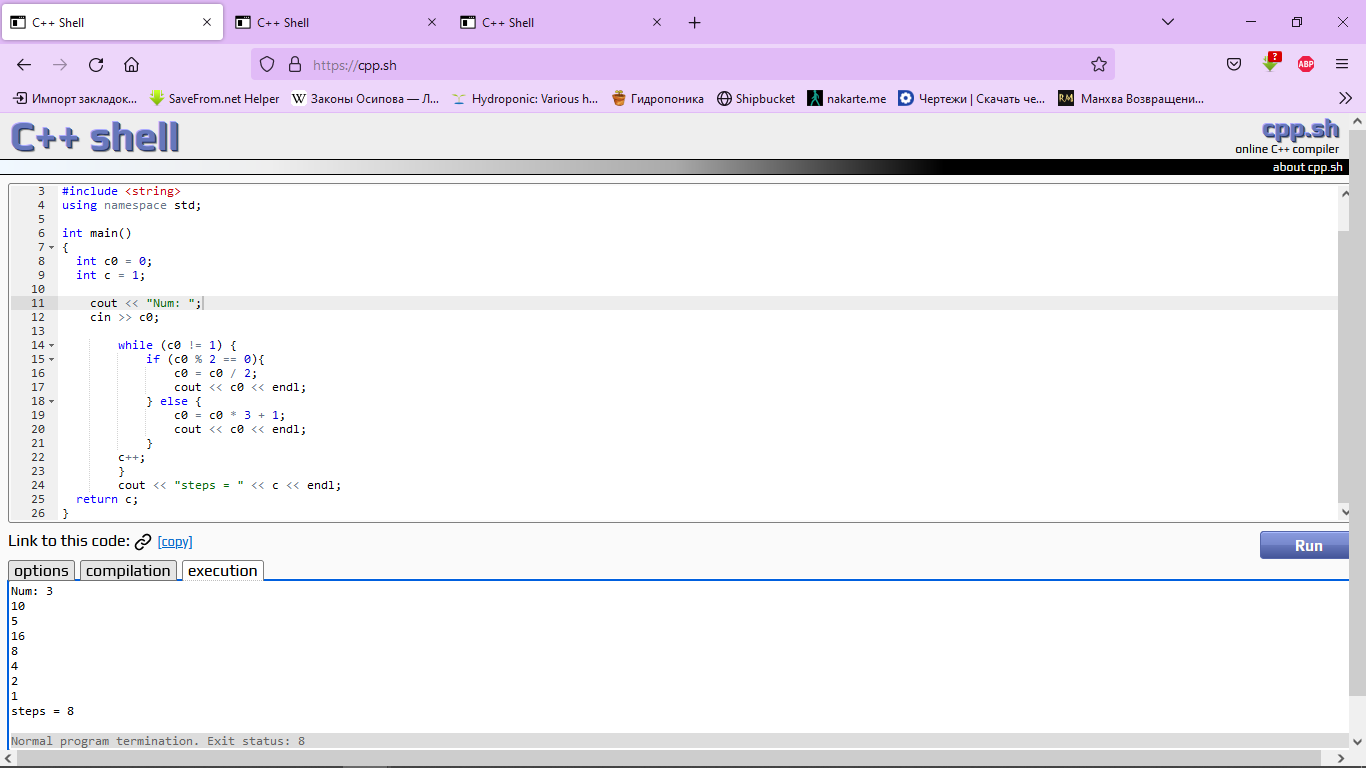 C++ Shell
C++ Shell
C++ Shell
https://cpp.sh
ABP
Импорт закладок...
SaveFrom.net Helper
W Законы Осипова — Л...
Hydroponic: Various h...
Гидропоника
Shipbucket
nakarte.me
Чертежи | Скачать че...
RM Манхва Возвращени...
C++ shell
cpp.sh
online C++ compiler
about cpp.sh
3 #include <string>
4 using namespace std;
5
6 int main()
7 {
8 int c0 = 0;
9 int c = 1;
10
11 cout << "Num: ";
12 cin >> c0;
13
14 while (c0 != 1) {
15 if (c0 % 2 == 0){
16 c0 = c0 / 2;
17 cout << c0 << endl;
18 } else {
19 c0 = c0 * 3 + 1;
20 cout << c0 << endl;
21 }
22 c++;
23 }
24 cout << "steps = " << c << endl;
25 return c;
26 }
Link to this code: [copy]
Run
options
compilation
execution
Num: 3
10
5
16
8
4
2
1
steps = 8
Normal program termination. Exit status: 8